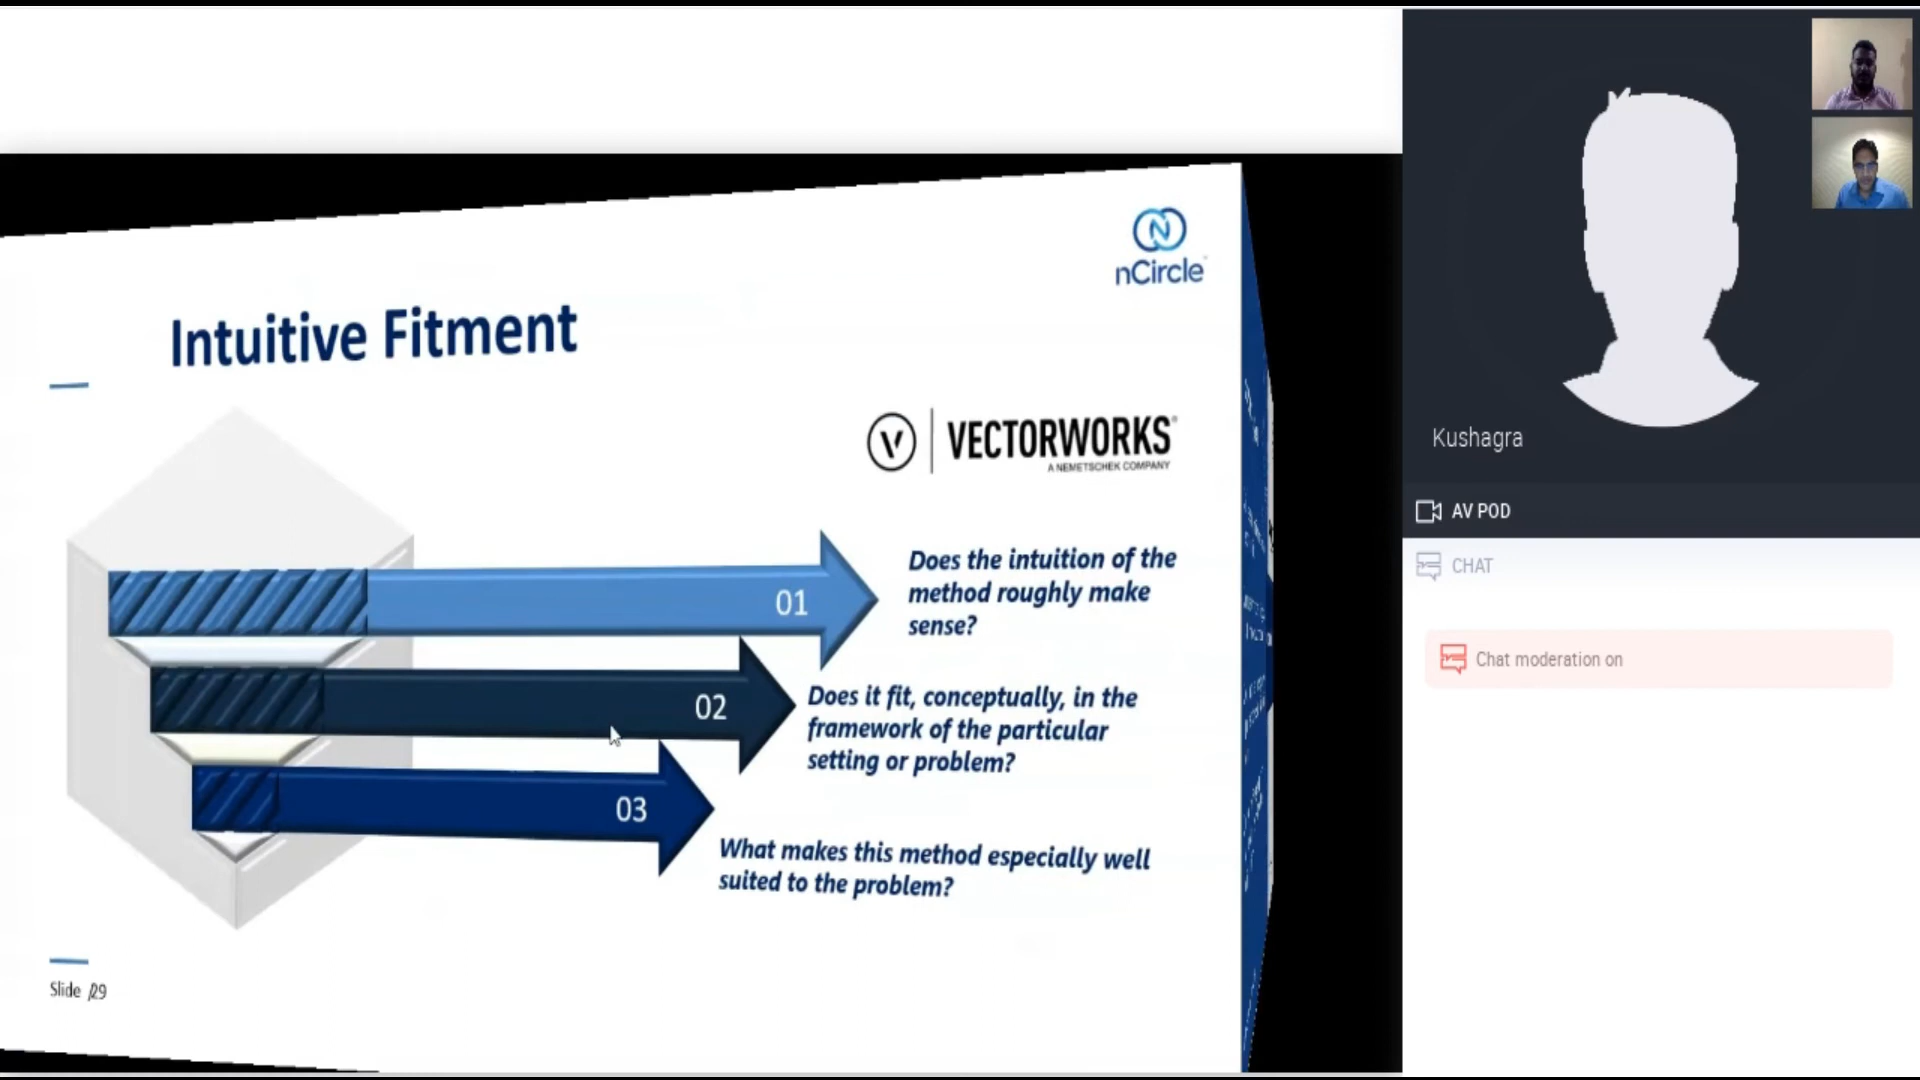 nCircle
Intuitive Fitment
VECTORWORKS®
A NEMETSCHEK COMPANY
01
Does the intuition of the
method roughly make
sense?
02
Does it fit, conceptually, in the
framework of the particular
setting or problem?
03
What makes this method especially well
suited to the problem?
Slide /29
Kushagra
AV POD
CHAT
Chat moderation on